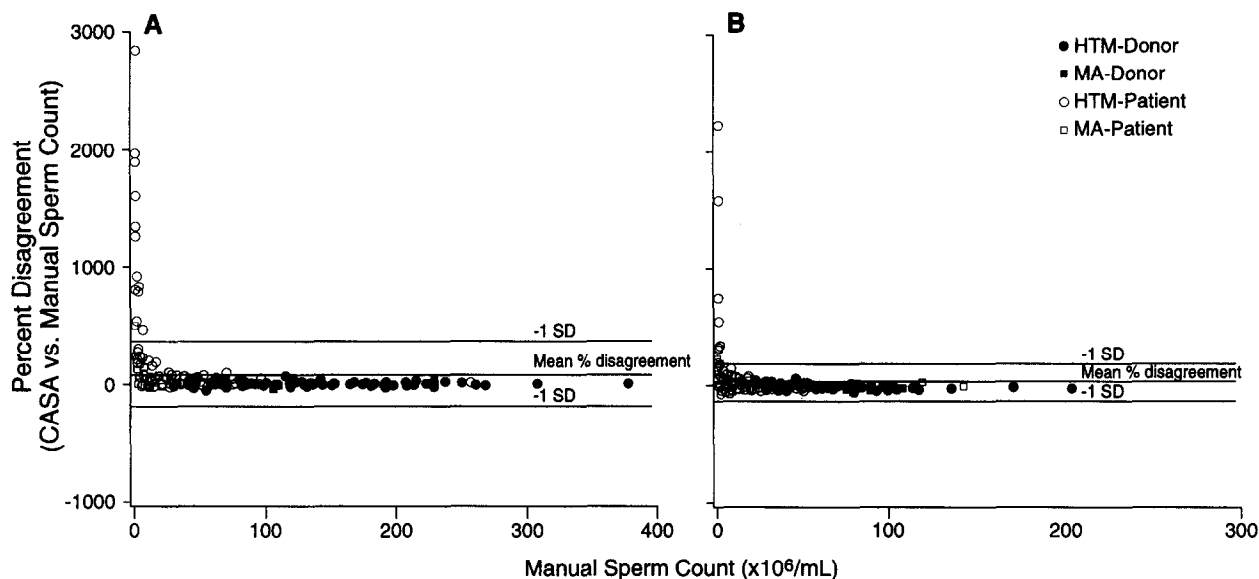 A
B
3000
2000
1000
0
-1000
Percent Disagreement
(CASA vs. Manual Sperm Count)
-1 SD
Mean % disagreement
-1 SD
0
100
200
300
400
HTM-Donor
MA-Donor
HTM-Patient
MA-Patient
-1 SD
Mean % disagreement
-1 SD
0
100
200
300
Manual Sperm Count (x10⁶/mL)